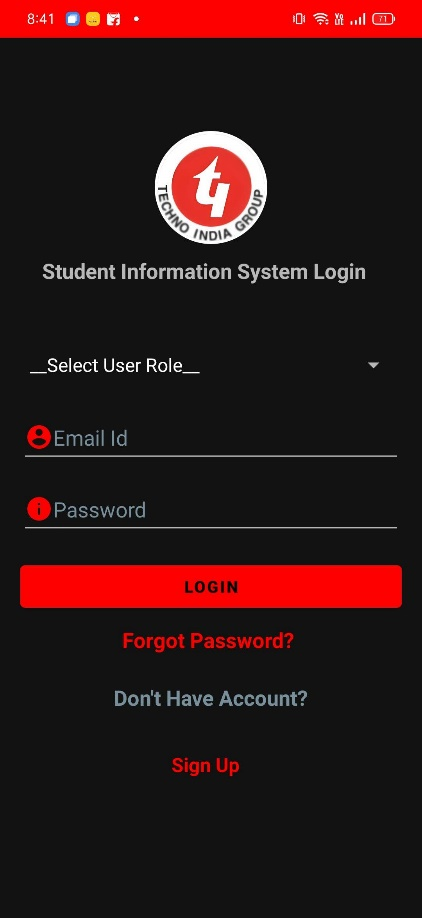 8:41
71
TECHNO INDIA GROUP
Student Information System Login
__Select User Role__
Email Id
Password
LOGIN
Forgot Password?
Don't Have Account?
Sign Up